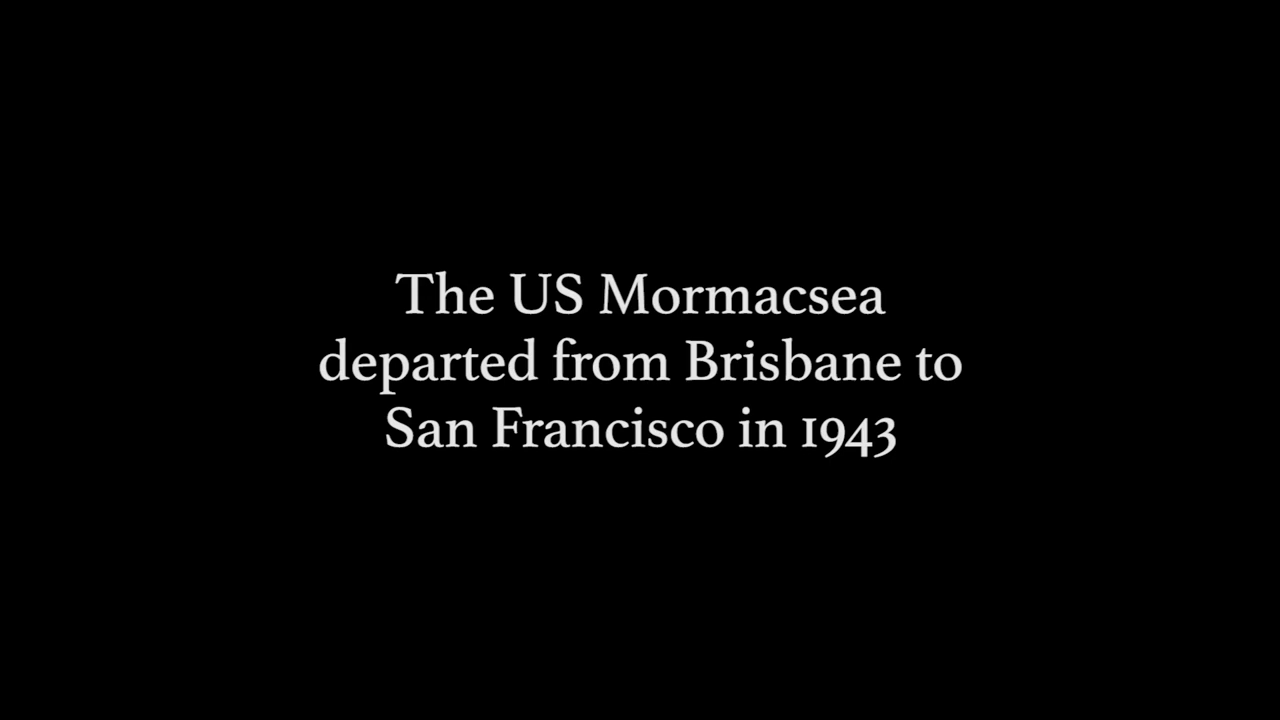 The US Mormacsea
departed from Brisbane to
San Francisco in 1943